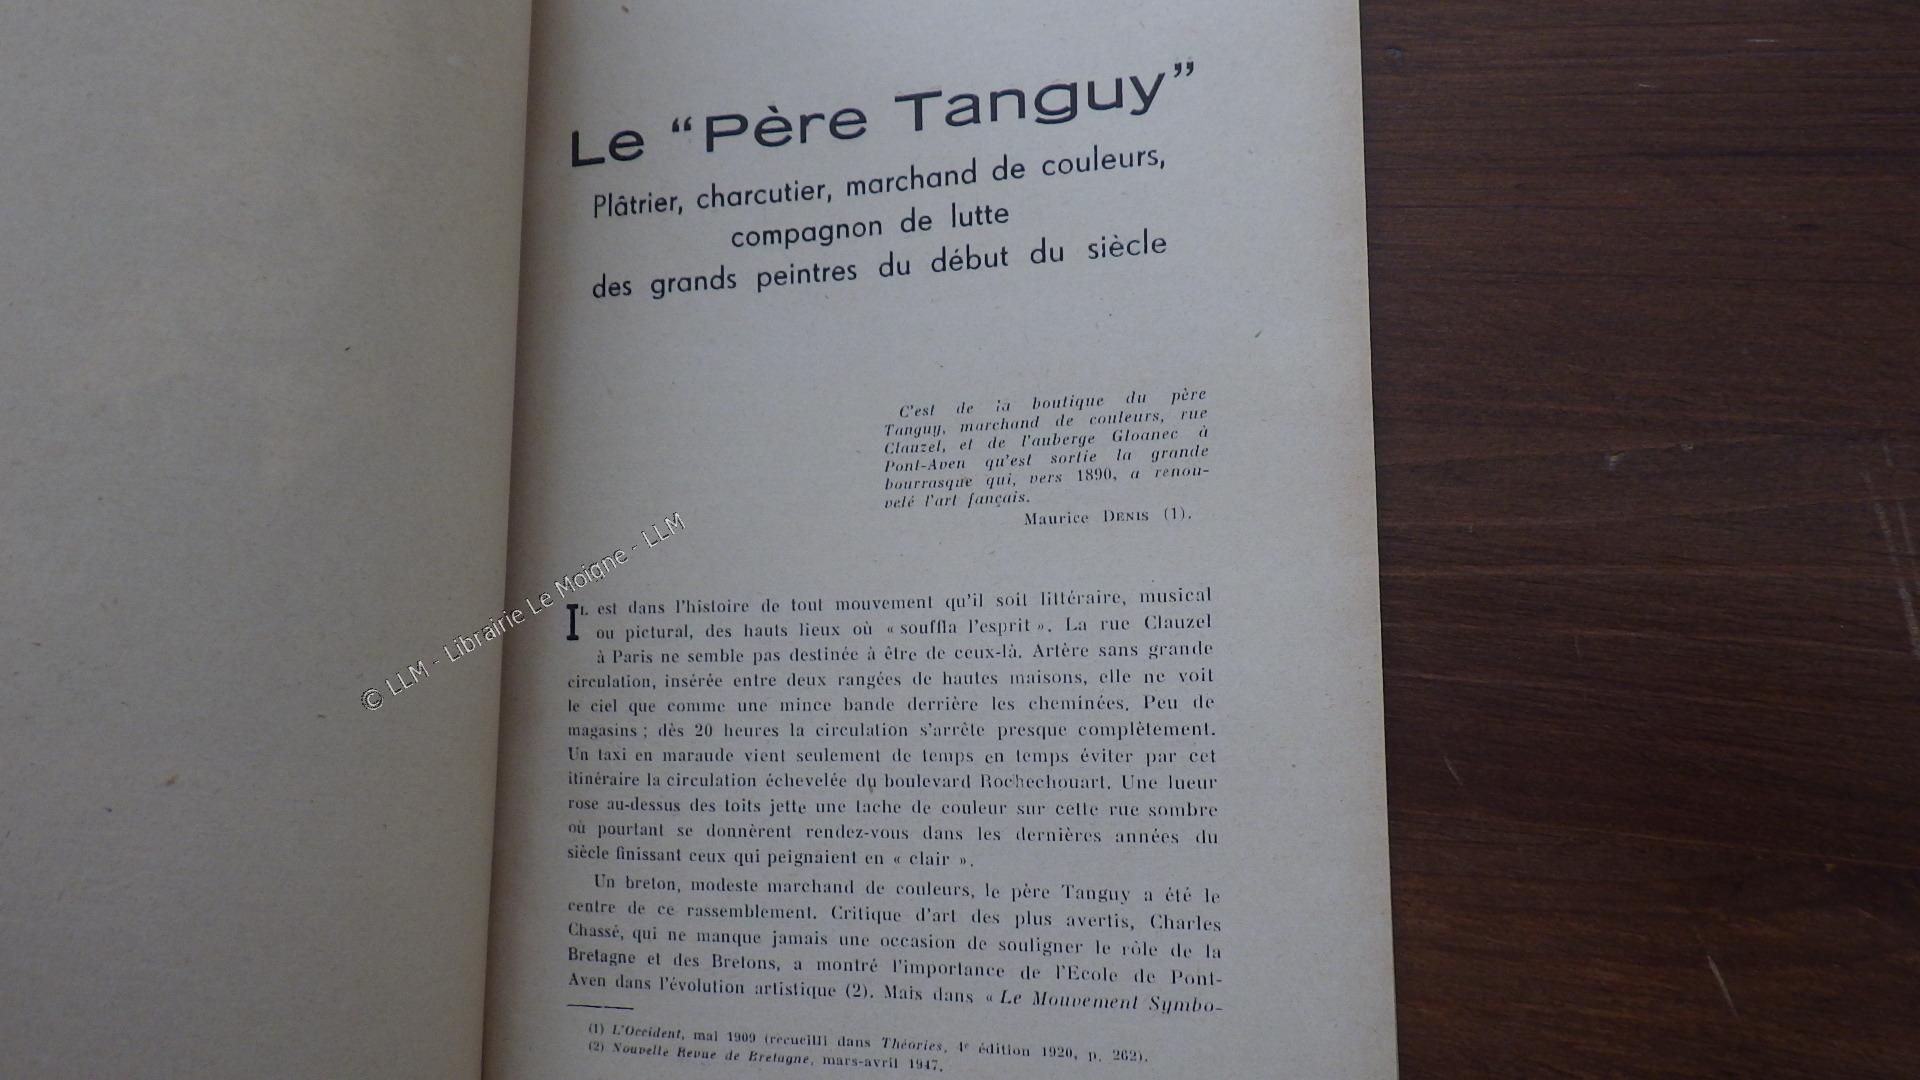 Le “Père Tanguy”
Plâtrier, charcutier, marchand de couleurs,
compagnon de lutte
des grands peintres du début du siècle
C'est de la boutique du père
Tanguy, marchand de couleurs, rue
Clauzel, et de l'auberge Gloanec à
Pont-Aven qu'est sortie la grande
bourrasque qui, vers 1890, a renou-
velé l'art fançais.
Maurice DENIS (1).
IL est dans l'histoire de tout mouvement qu'il soit littéraire, musical
ou pictural, des hauts lieux où « souffla l'esprit ». La rue Clauzel
à Paris ne semble pas destinée à être de ceux-là. Artère sans grande
circulation, insérée entre deux rangées de hautes maisons, elle ne voit
le ciel que comme une mince bande derrière les cheminées. Peu de
magasins ; dès 20 heures la circulation s'arrête presque complètement.
Un taxi en maraude vient seulement de temps en temps éviter par cet
itinéraire la circulation échevelée du boulevard Rochechouart. Une lueur
rose au-dessus des toits jette une tache de couleur sur cette rue sombre
où pourtant se donnèrent rendez-vous dans les dernières années du
siècle finissant ceux qui peignaient en « clair ».
Un breton, modeste marchand de couleurs, le père Tanguy a été le
centre de ce rassemblement. Critique d'art des plus avertis, Charles
Chassé, qui ne manque jamais une occasion de souligner le rôle de la
Bretagne et des Bretons, a montré l'importance de l'Ecole de Pont-
Aven dans l'évolution artistique (2). Mais dans « Le Mouvement Symbo-
(1) L'Occident, mai 1909 (recueilli dans Théories, 4e édition 1920, p. 262).
(2) Nouvelle Revue de Bretagne, mars-avril 1947.
© LLM - Librairie Le Moigne - LLM